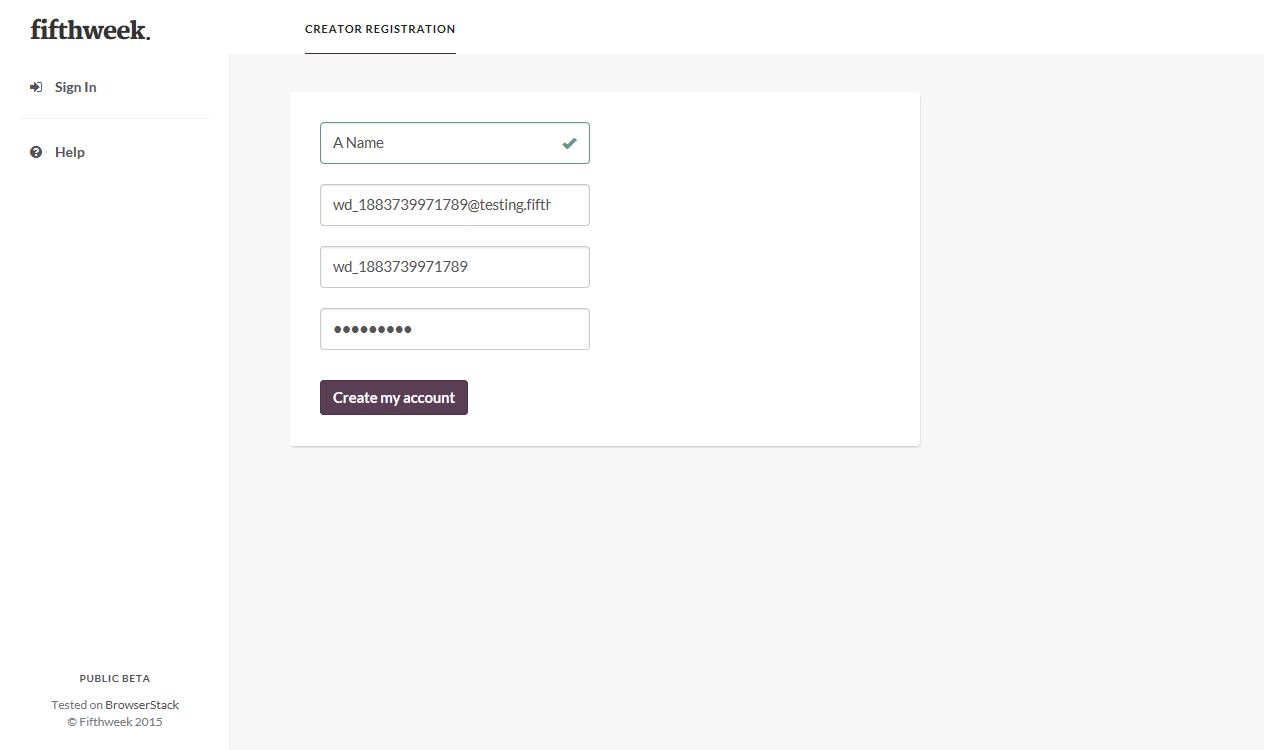 fifthweek.
CREATOR REGISTRATION
Sign In
Help
A Name
wd_1883739971789@testing.fifth
wd_1883739971789
●●●●●●●●●
Create my account
PUBLIC BETA
Tested on BrowserStack
© Fifthweek 2015